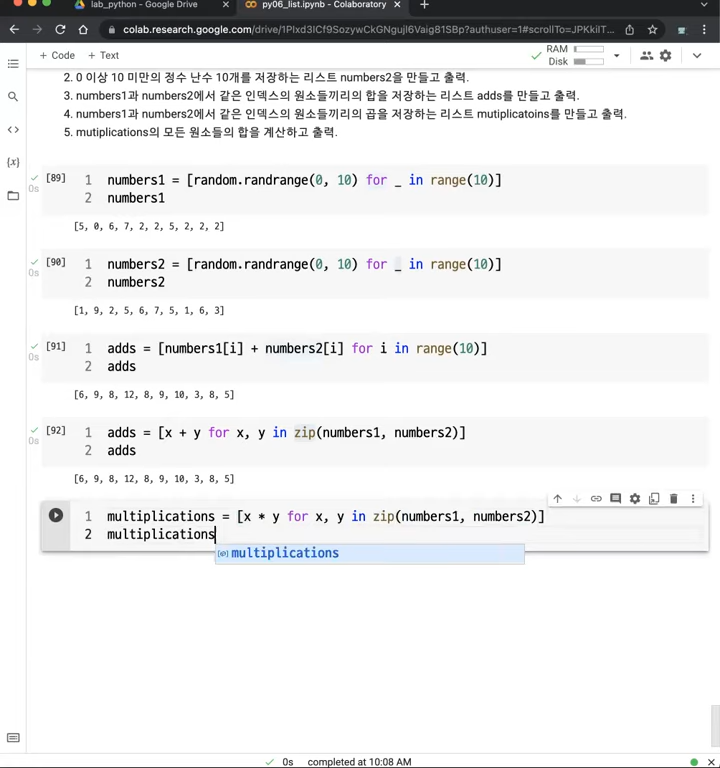 lab_python - Google Drive
py06_list.ipynb - Colaboratory
colab.research.google.com/drive/1PIxd3ICf9SozywCkGNgujl6Vaig81SBp?authuser=1#scrollTo=JPKkiIT...
+ Code + Text
RAM
Disk
2. 0 이상 10 미만의 정수 난수 10개를 저장하는 리스트 numbers2을 만들고 출력.
3. numbers1과 numbers2에서 같은 인덱스의 원소들끼리의 합을 저장하는 리스트 adds를 만들고 출력.
4. numbers1과 numbers2에서 같은 인덱스의 원소들끼리의 곱을 저장하는 리스트 mutiplicatoins를 만들고 출력.
5. mutiplications의 모든 원소들의 합을 계산하고 출력.
[89] 1 numbers1 = [random.randrange(0, 10) for _ in range(10)]
0s 2 numbers1
[5, 0, 6, 7, 2, 2, 5, 2, 2, 2]
[90] 1 numbers2 = [random.randrange(0, 10) for _ in range(10)]
0s 2 numbers2
[1, 9, 2, 5, 6, 7, 5, 1, 6, 3]
[91] 1 adds = [numbers1[i] + numbers2[i] for i in range(10)]
0s 2 adds
[6, 9, 8, 12, 8, 9, 10, 3, 8, 5]
[92] 1 adds = [x + y for x, y in zip(numbers1, numbers2)]
0s 2 adds
[6, 9, 8, 12, 8, 9, 10, 3, 8, 5]
1 multiplications = [x * y for x, y in zip(numbers1, numbers2)]
2 multiplications
multiplications
0s completed at 10:08 AM